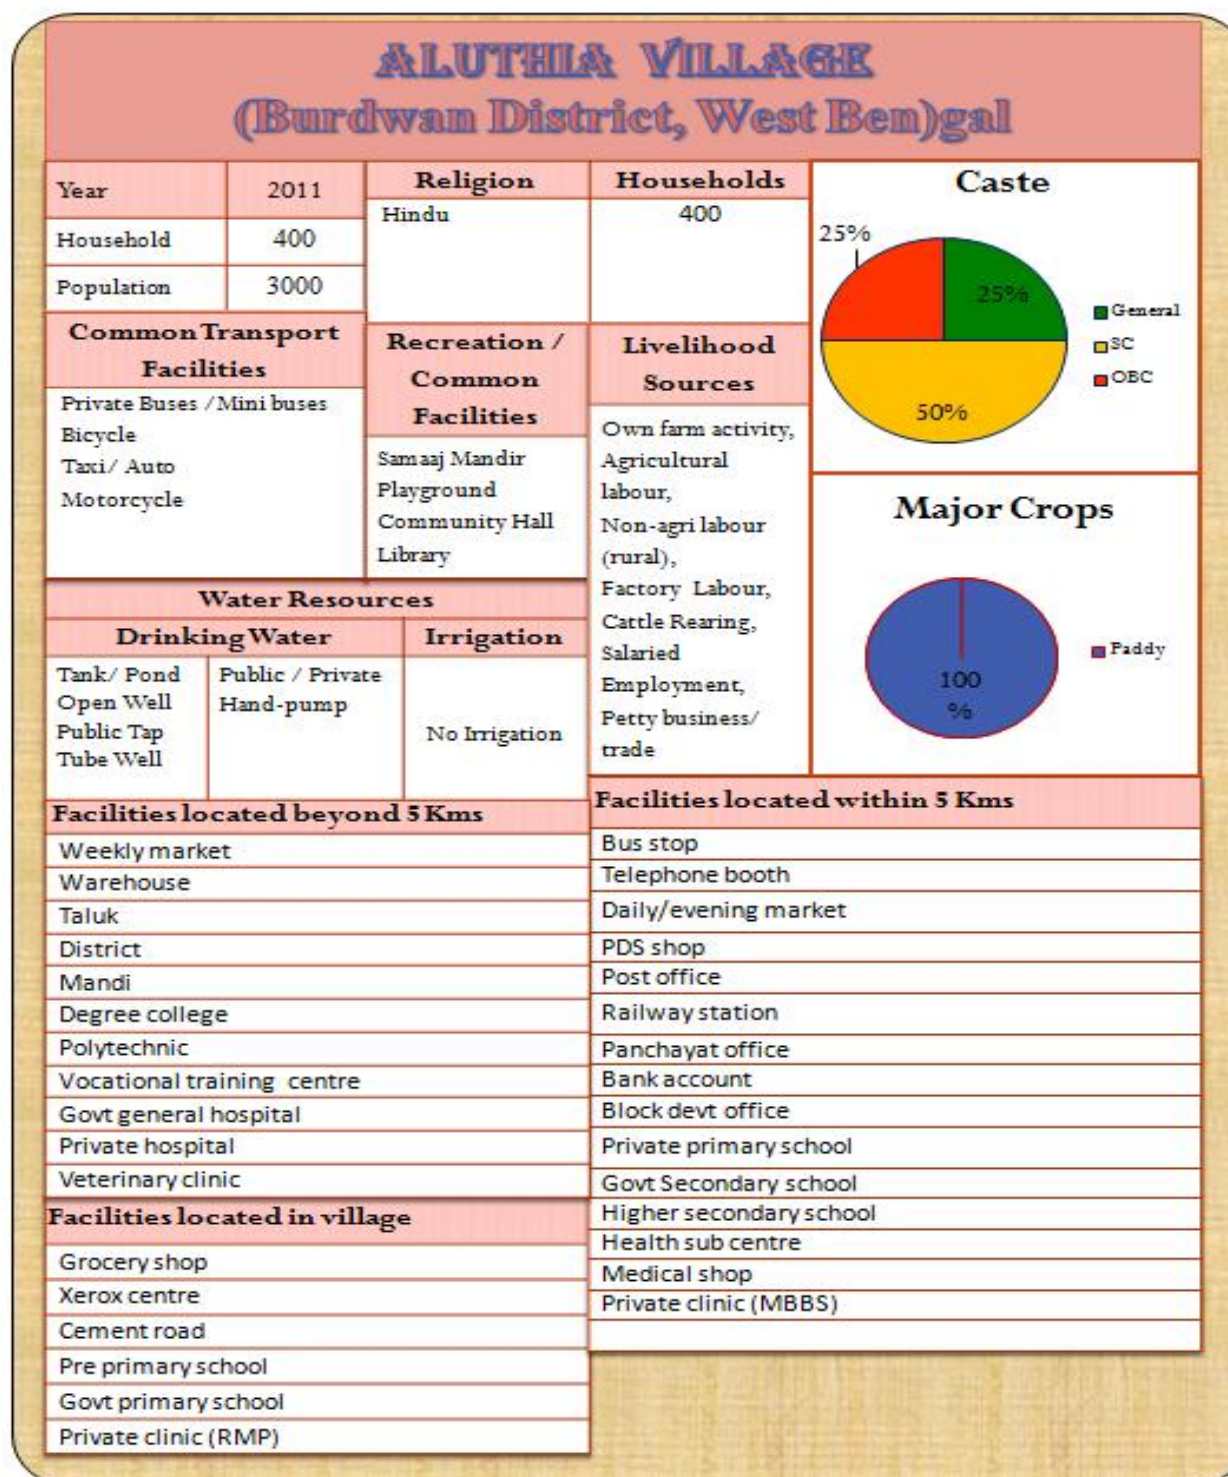 ALUTHIA VILLAGE
(Burdwan District, West Ben)gal
Year 2011
Household 400
Population 3000
Religion
Hindu
Households
400
Caste
25%
25%
50%
General
SC
OBC
Common Transport
Facilities
Private Buses /Mini buses
Bicycle
Taxi/ Auto
Motorcycle
Recreation /
Common
Facilities
Samaaj Mandir
Playground
Community Hall
Library
Livelihood
Sources
Own farm activity,
Agricultural
labour,
Non-agri labour
(rural),
Factory Labour,
Cattle Rearing,
Salaried
Employment,
Petty business/
trade
Major Crops
100
%
Paddy
Water Resources
Drinking Water
Irrigation
Tank/ Pond
Open Well
Public Tap
Tube Well
Public / Private
Hand-pump
No Irrigation
Facilities located beyond 5 Kms
Weekly market
Warehouse
Taluk
District
Mandi
Degree college
Polytechnic
Vocational training centre
Govt general hospital
Private hospital
Veterinary clinic
Facilities located in village
Grocery shop
Xerox centre
Cement road
Pre primary school
Govt primary school
Private clinic (RMP)
Facilities located within 5 Kms
Bus stop
Telephone booth
Daily/evening market
PDS shop
Post office
Railway station
Panchayat office
Bank account
Block devt office
Private primary school
Govt Secondary school
Higher secondary school
Health sub centre
Medical shop
Private clinic (MBBS)